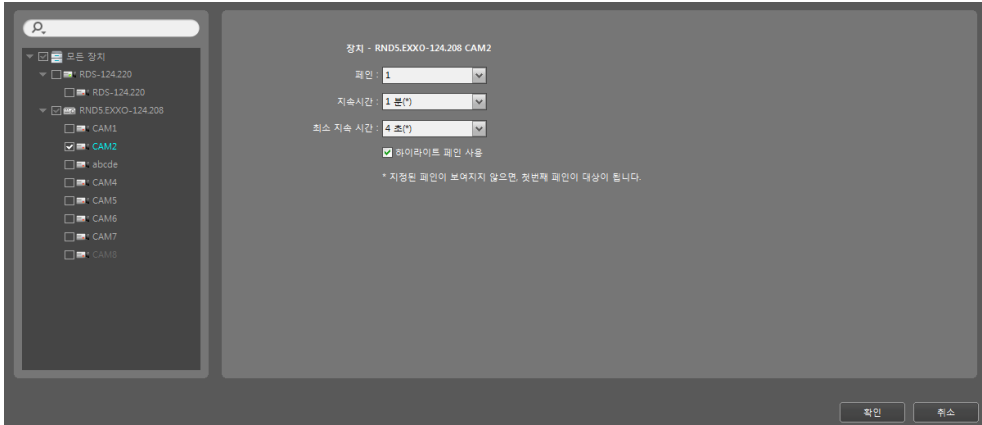 모든 장치
RDS-124.220
RDS-124.220
RND5.EXXO-124.208
CAM1
CAM2
abcde
CAM4
CAM5
CAM6
CAM7
CAM8
장치 - RND5.EXXO-124.208 CAM2
페인 : 1
지속시간 : 1 분(*)
최소 지속 시간 : 4 초(*)
하이라이트 페인 사용
* 지정된 페인이 보여지지 않으면, 첫번째 페인이 대상이 됩니다.
확인
취소